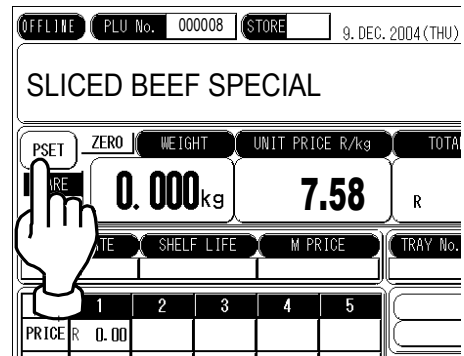 OFFLINE PLU No. 000008 STORE 9. DEC. 2004 (THU)
SLICED BEEF SPECIAL
PSET ZERO WEIGHT UNIT PRICE R/kg
0.000kg 7.58 R
SHELF LIFE M PRICE TRAY No.
1 2 3 4 5
PRICE R 0.00